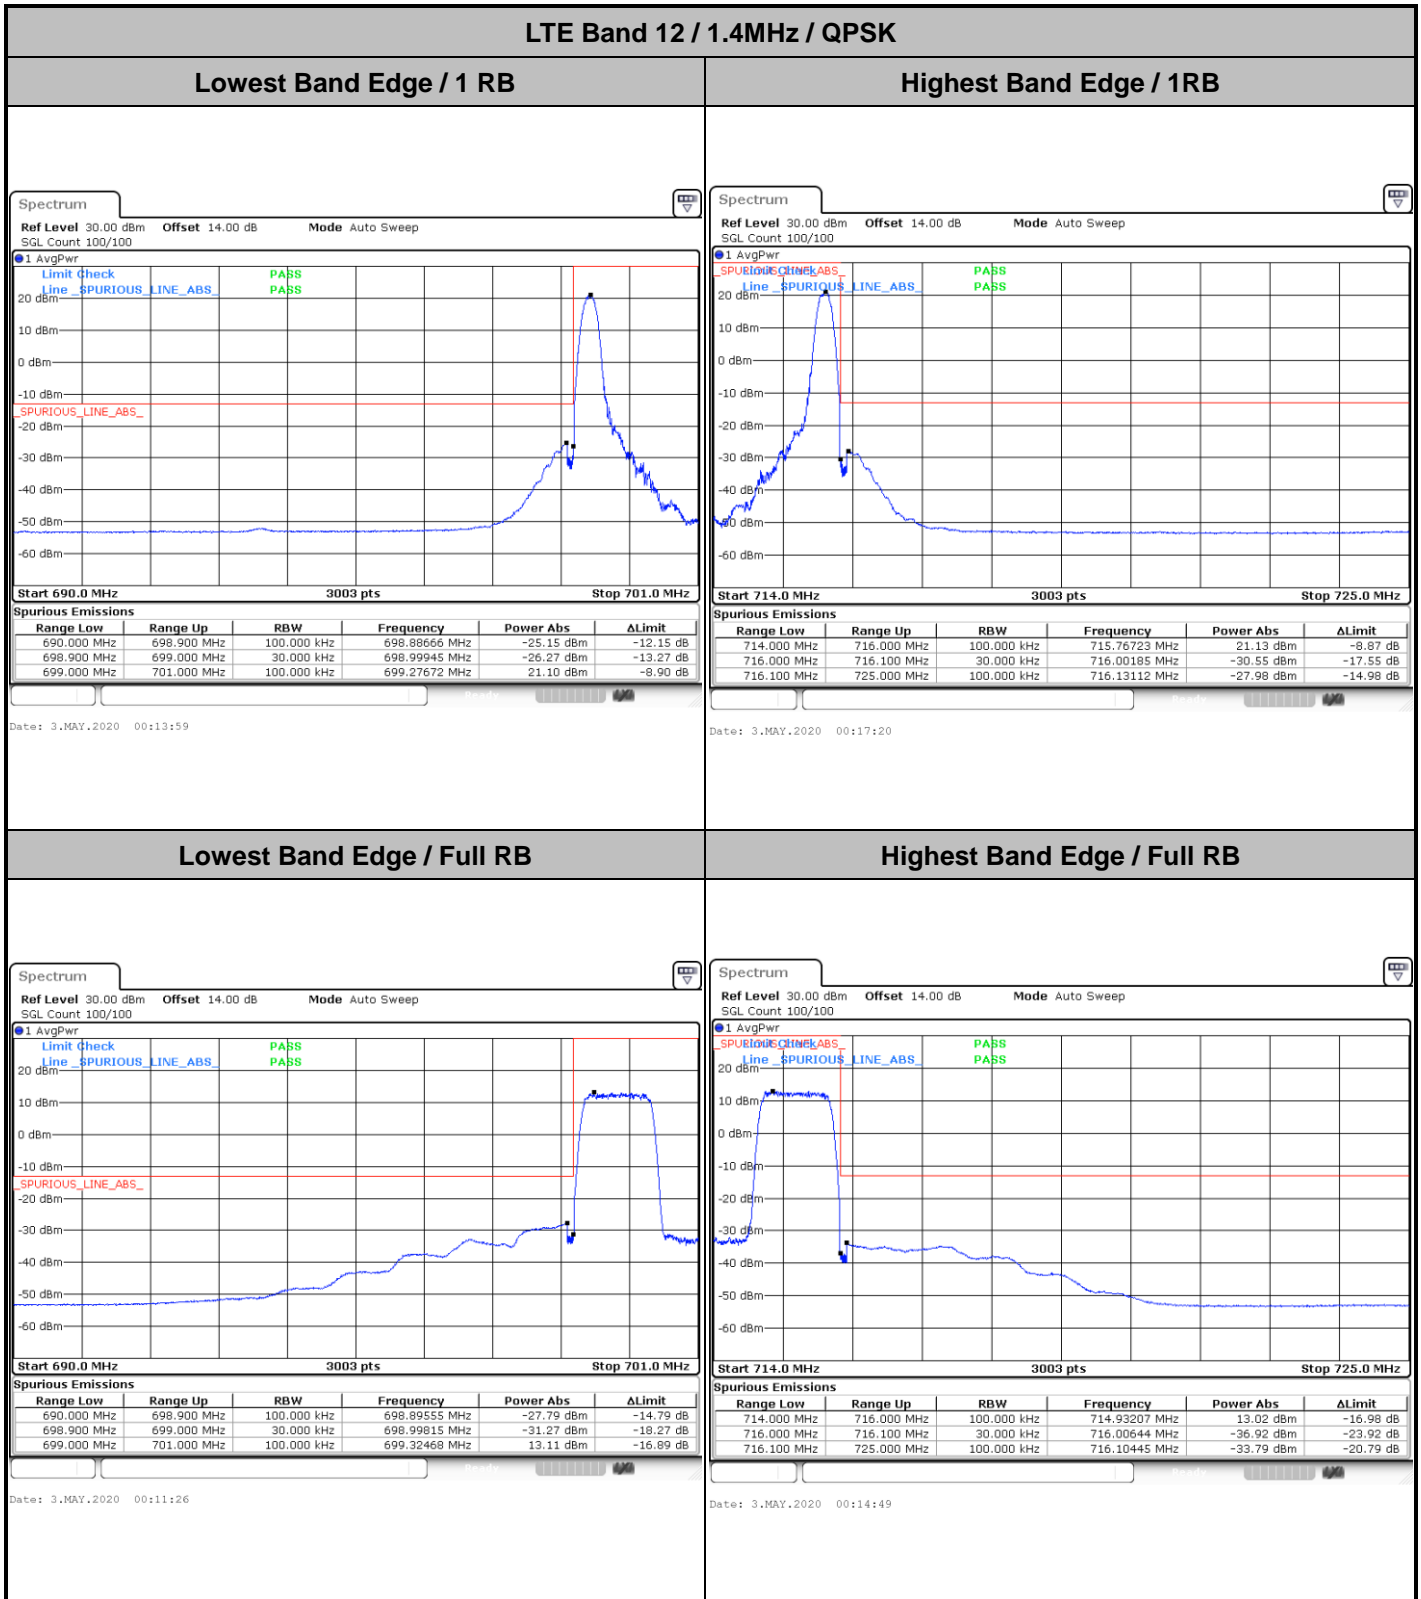 LTE Band 12 / 1.4MHz / QPSK
Lowest Band Edge / 1 RB
Highest Band Edge / 1RB
Spectrum
Ref Level 30.00 dBm Offset 14.00 dB Mode Auto Sweep
SGL Count 100/100
1 AvgPwr
Limit Check PASS
Line _SPURIOUS_LINE_ABS_ PASS
20 dBm
10 dBm
0 dBm
-10 dBm
_SPURIOUS_LINE_ABS_
-20 dBm
-30 dBm
-40 dBm
-50 dBm
-60 dBm
Start 690.0 MHz 3003 pts Stop 701.0 MHz
Spurious Emissions
Range Low Range Up RBW Frequency Power Abs ΔLimit
690.000 MHz 698.900 MHz 100.000 kHz 698.88666 MHz -25.15 dBm -12.15 dB
698.900 MHz 699.000 MHz 30.000 kHz 698.99945 MHz -26.27 dBm -13.27 dB
699.000 MHz 701.000 MHz 100.000 kHz 699.27672 MHz 21.10 dBm -8.90 dB
Ready
Date: 3.MAY.2020 00:13:59
Spectrum
Ref Level 30.00 dBm Offset 14.00 dB Mode Auto Sweep
SGL Count 100/100
1 AvgPwr
_SPURIOUS_LINE_ABS_
Limit Check PASS
Line _SPURIOUS_LINE_ABS_ PASS
20 dBm
10 dBm
0 dBm
-10 dBm
-20 dBm
-30 dBm
-40 dBm
-50 dBm
-60 dBm
Start 714.0 MHz 3003 pts Stop 725.0 MHz
Spurious Emissions
Range Low Range Up RBW Frequency Power Abs ΔLimit
714.000 MHz 716.000 MHz 100.000 kHz 715.76723 MHz 21.13 dBm -8.87 dB
716.000 MHz 716.100 MHz 30.000 kHz 716.00185 MHz -30.55 dBm -17.55 dB
716.100 MHz 725.000 MHz 100.000 kHz 716.13112 MHz -27.98 dBm -14.98 dB
Ready
Date: 3.MAY.2020 00:17:20
Lowest Band Edge / Full RB
Highest Band Edge / Full RB
Spectrum
Ref Level 30.00 dBm Offset 14.00 dB Mode Auto Sweep
SGL Count 100/100
1 AvgPwr
Limit Check PASS
Line _SPURIOUS_LINE_ABS_ PASS
20 dBm
10 dBm
0 dBm
-10 dBm
_SPURIOUS_LINE_ABS_
-20 dBm
-30 dBm
-40 dBm
-50 dBm
-60 dBm
Start 690.0 MHz 3003 pts Stop 701.0 MHz
Spurious Emissions
Range Low Range Up RBW Frequency Power Abs ΔLimit
690.000 MHz 698.900 MHz 100.000 kHz 698.89555 MHz -27.79 dBm -14.79 dB
698.900 MHz 699.000 MHz 30.000 kHz 698.99815 MHz -31.27 dBm -18.27 dB
699.000 MHz 701.000 MHz 100.000 kHz 699.32468 MHz 13.11 dBm -16.89 dB
Ready
Date: 3.MAY.2020 00:11:26
Spectrum
Ref Level 30.00 dBm Offset 14.00 dB Mode Auto Sweep
SGL Count 100/100
1 AvgPwr
_SPURIOUS_LINE_ABS_
Limit Check PASS
Line _SPURIOUS_LINE_ABS_ PASS
20 dBm
10 dBm
0 dBm
-10 dBm
-20 dBm
-30 dBm
-40 dBm
-50 dBm
-60 dBm
Start 714.0 MHz 3003 pts Stop 725.0 MHz
Spurious Emissions
Range Low Range Up RBW Frequency Power Abs ΔLimit
714.000 MHz 716.000 MHz 100.000 kHz 714.93207 MHz 13.02 dBm -16.98 dB
716.000 MHz 716.100 MHz 30.000 kHz 716.00644 MHz -36.92 dBm -23.92 dB
716.100 MHz 725.000 MHz 100.000 kHz 716.10445 MHz -33.79 dBm -20.79 dB
Ready
Date: 3.MAY.2020 00:14:49